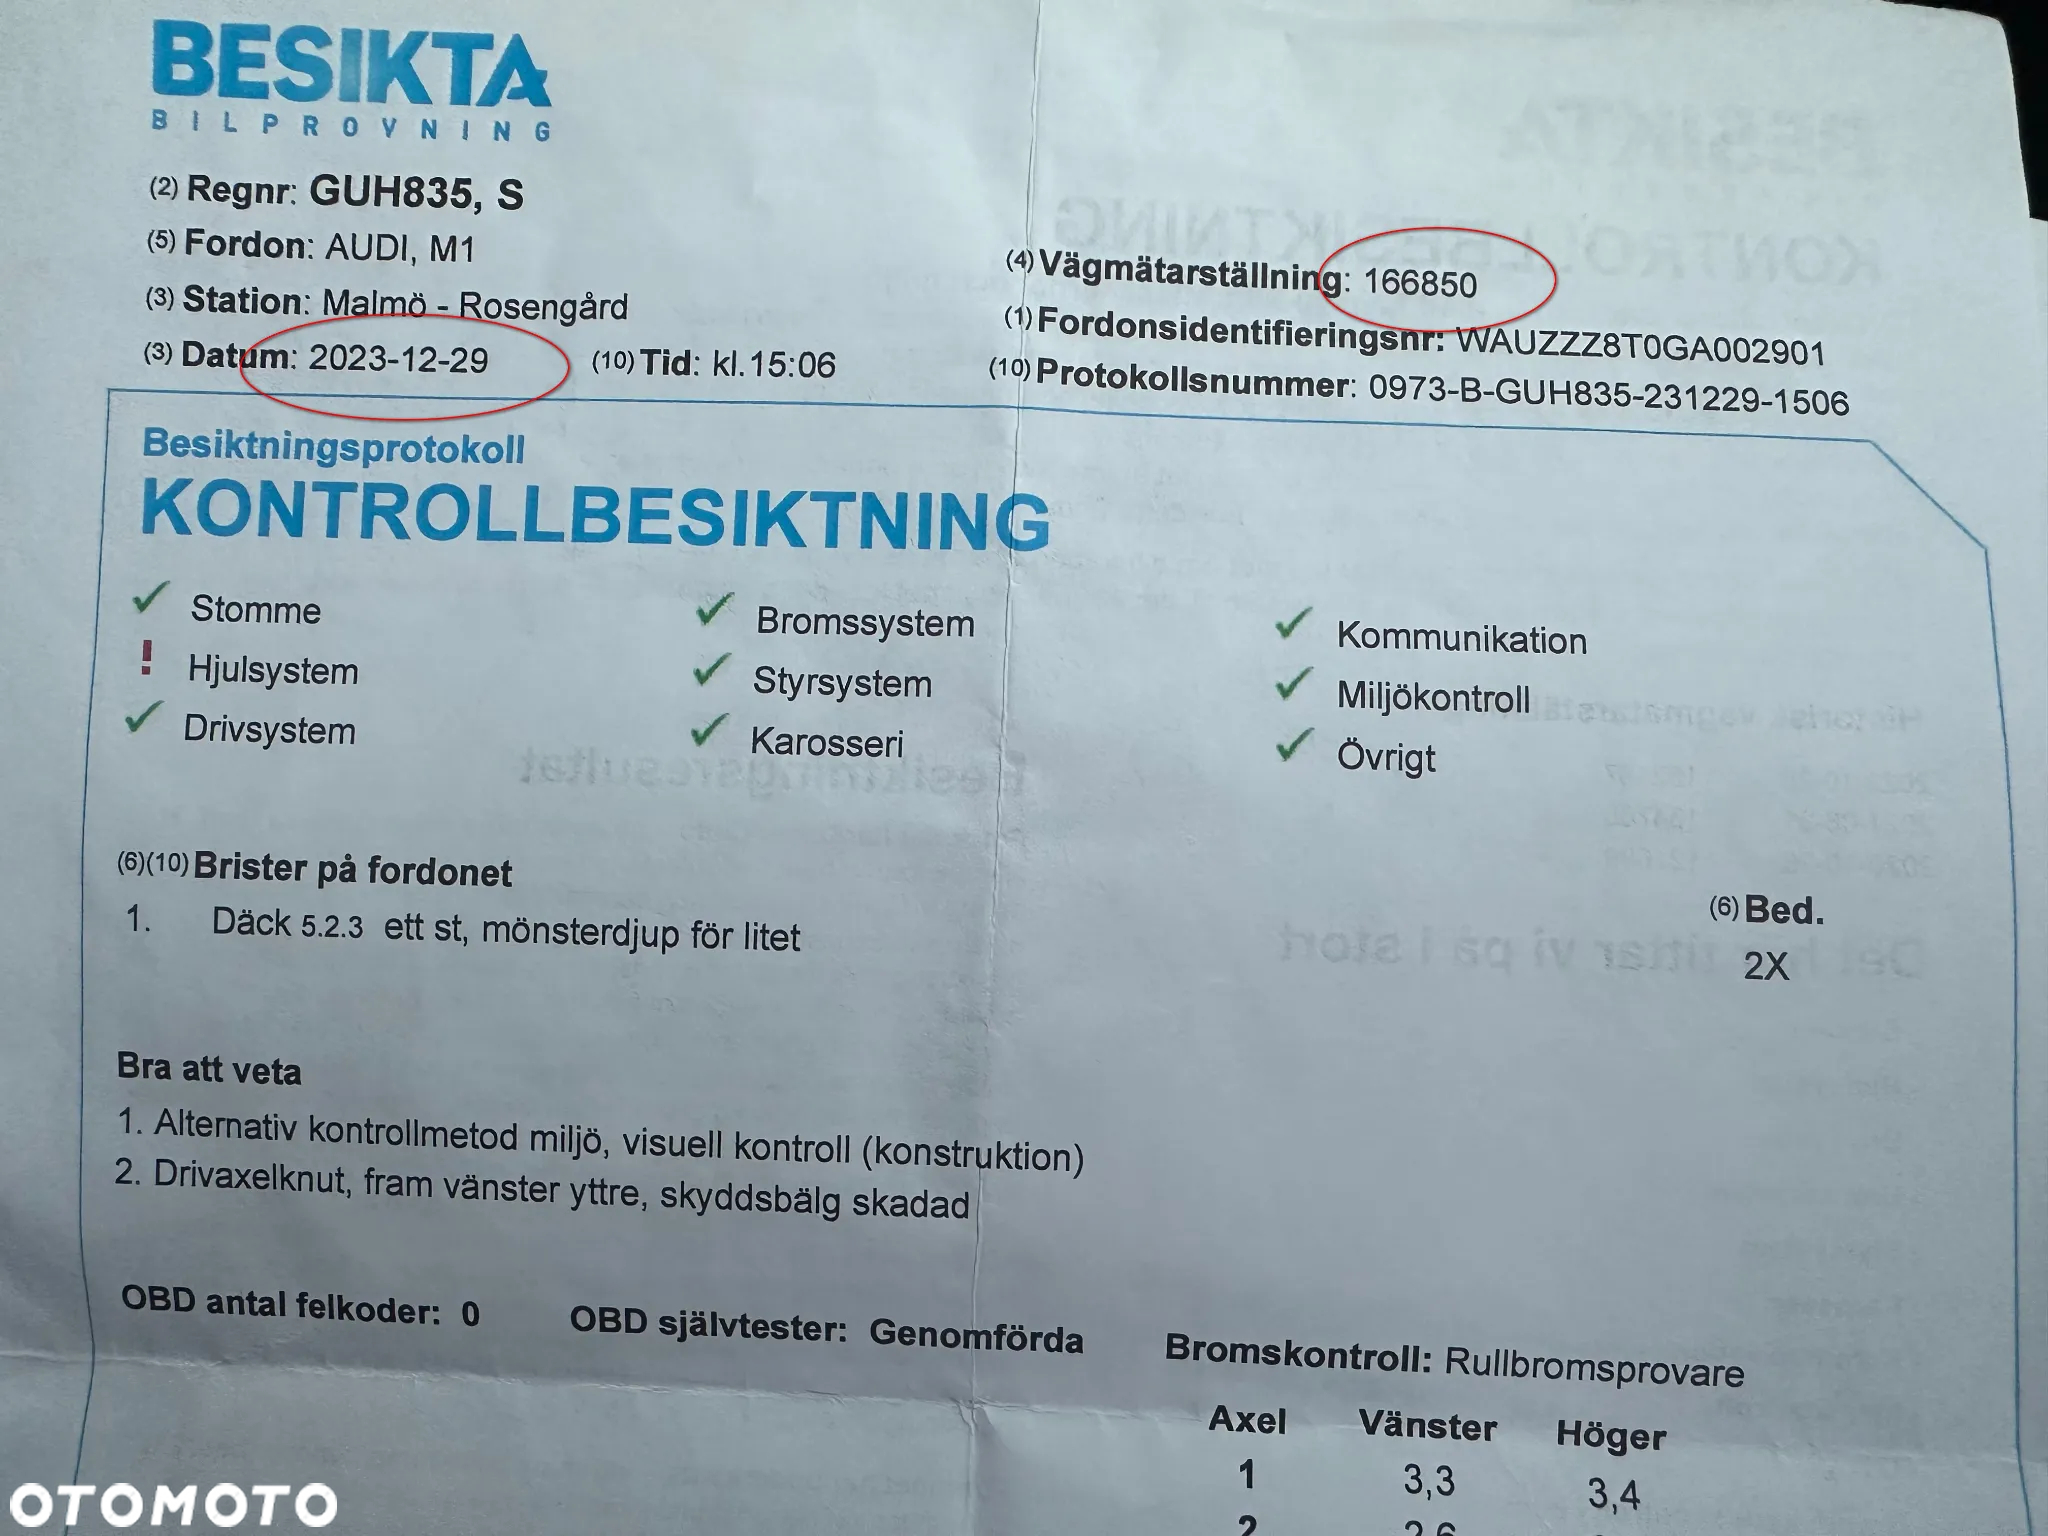 BESIKTA
BILPROVNING
(2) Regnr: GUH835, S
(5) Fordon: AUDI, M1
(3) Station: Malmö - Rosengård
(3) Datum: 2023-12-29 (10) Tid: kl.15:06
(4) Vägmätarställning: 166850
(1) Fordonsidentifieringsnr: WAUZZZ8T0GA002901
(10) Protokollsnummer: 0973-B-GUH835-231229-1506
Besiktningsprotokoll
KONTROLLBESIKTNING
Stomme Bromssystem Kommunikation
! Hjulsystem Styrsystem Miljökontroll
Drivsystem Karosseri Övrigt
(6)(10) Brister på fordonet (6) Bed.
1. Däck 5.2.3 ett st, mönsterdjup för litet 2X
Bra att veta
1. Alternativ kontrollmetod miljö, visuell kontroll (konstruktion)
2. Drivaxelknut, fram vänster yttre, skyddsbälg skadad
OBD antal felkoder: 0 OBD självtester: Genomförda Bromskontroll: Rullbromsprovare
Axel Vänster Höger
1 3,3 3,4
2 2,6
OTOMOTO